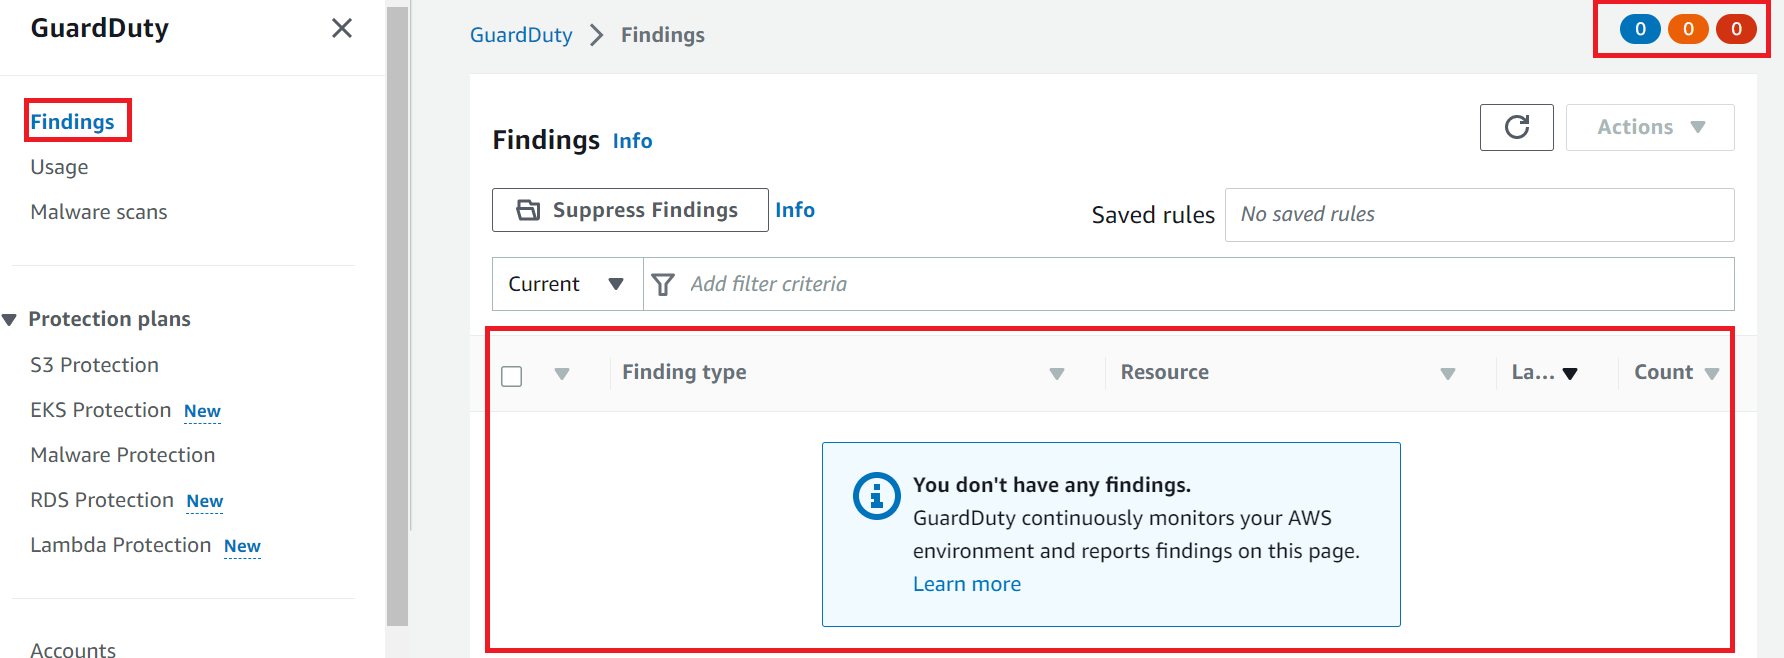 GuardDuty
Findings
Usage
Malware scans
Protection plans
S3 Protection
EKS Protection New
Malware Protection
RDS Protection New
Lambda Protection New
Accounts
GuardDuty Findings
0 0 0
Findings Info
Actions
Suppress Findings Info
Saved rules No saved rules
Current Add filter criteria
Finding type Resource La... Count
You don't have any findings.
GuardDuty continuously monitors your AWS
environment and reports findings on this page.
Learn more